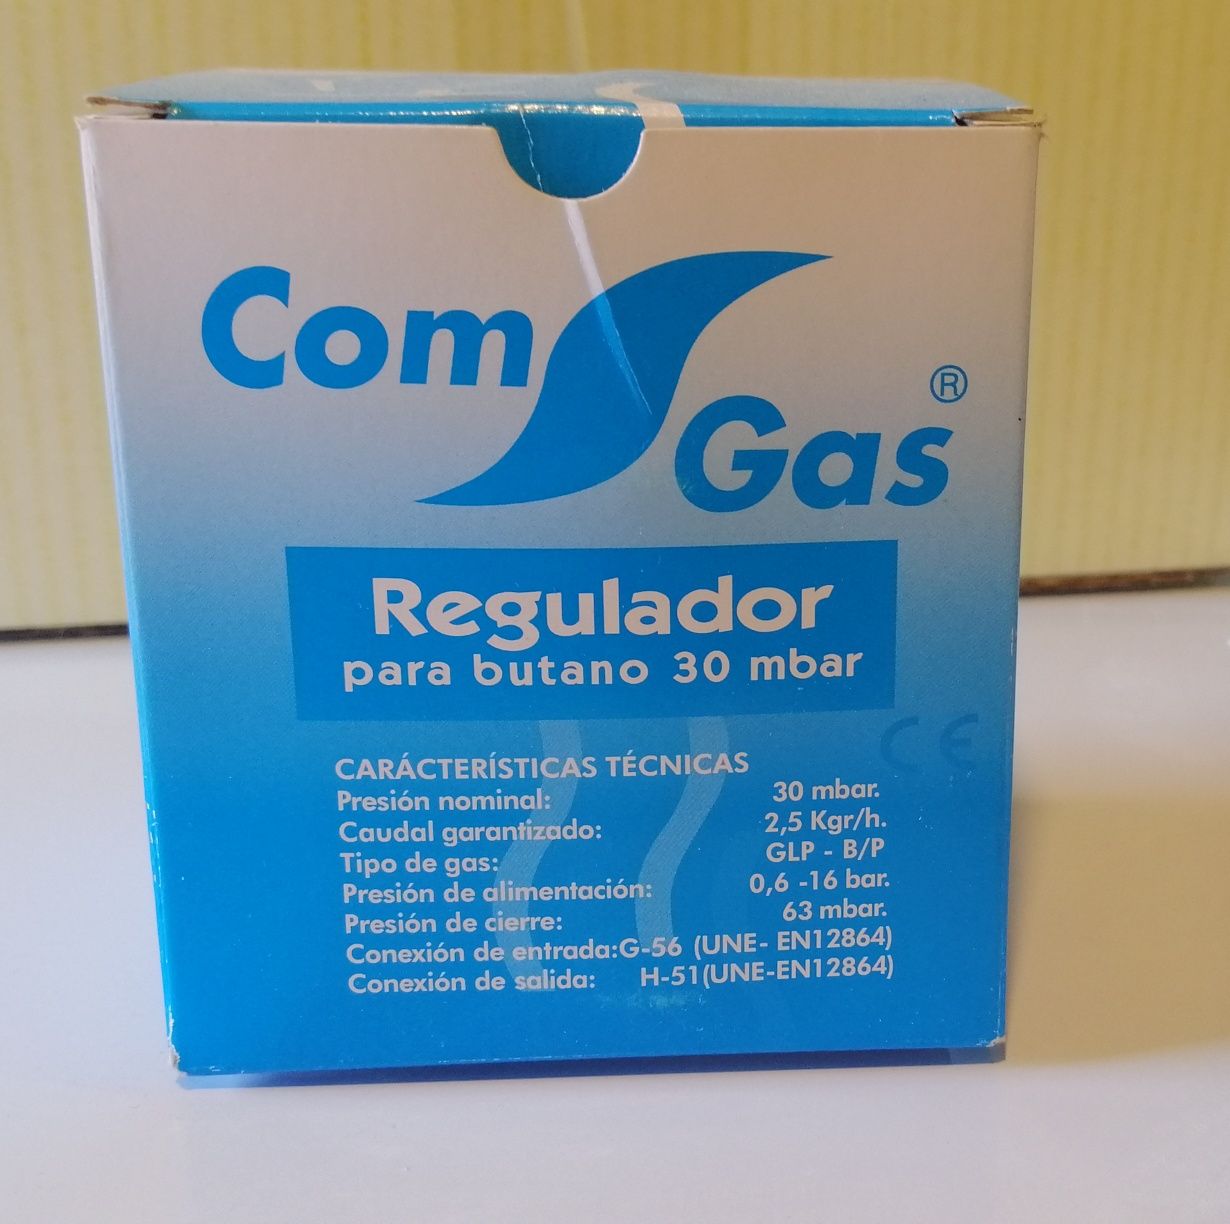 Com
Gas®
Regulador
para butano 30 mbar
CE
CARÁCTERÍSTICAS TÉCNICAS
Presión nominal: 30 mbar.
Caudal garantizado: 2,5 Kgr/h.
Tipo de gas: GLP - B/P
Presión de alimentación: 0,6 -16 bar.
Presión de cierre: 63 mbar.
Conexión de entrada:G-56 (UNE- EN12864)
Conexión de salida: H-51(UNE-EN12864)